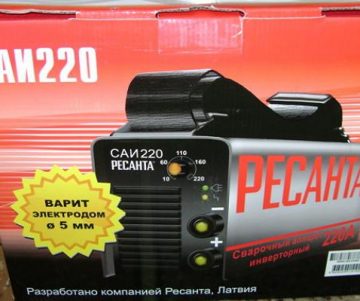 АИ220
110
60 160
10 220
САИ220
РЕСАНТА
РЕСАНТА
ВАРИТ
ЭЛЕКТРОДОМ
ø 5 мм
Сварочный
инверторный 220А
Разработано компанией Ресанта, Латвия